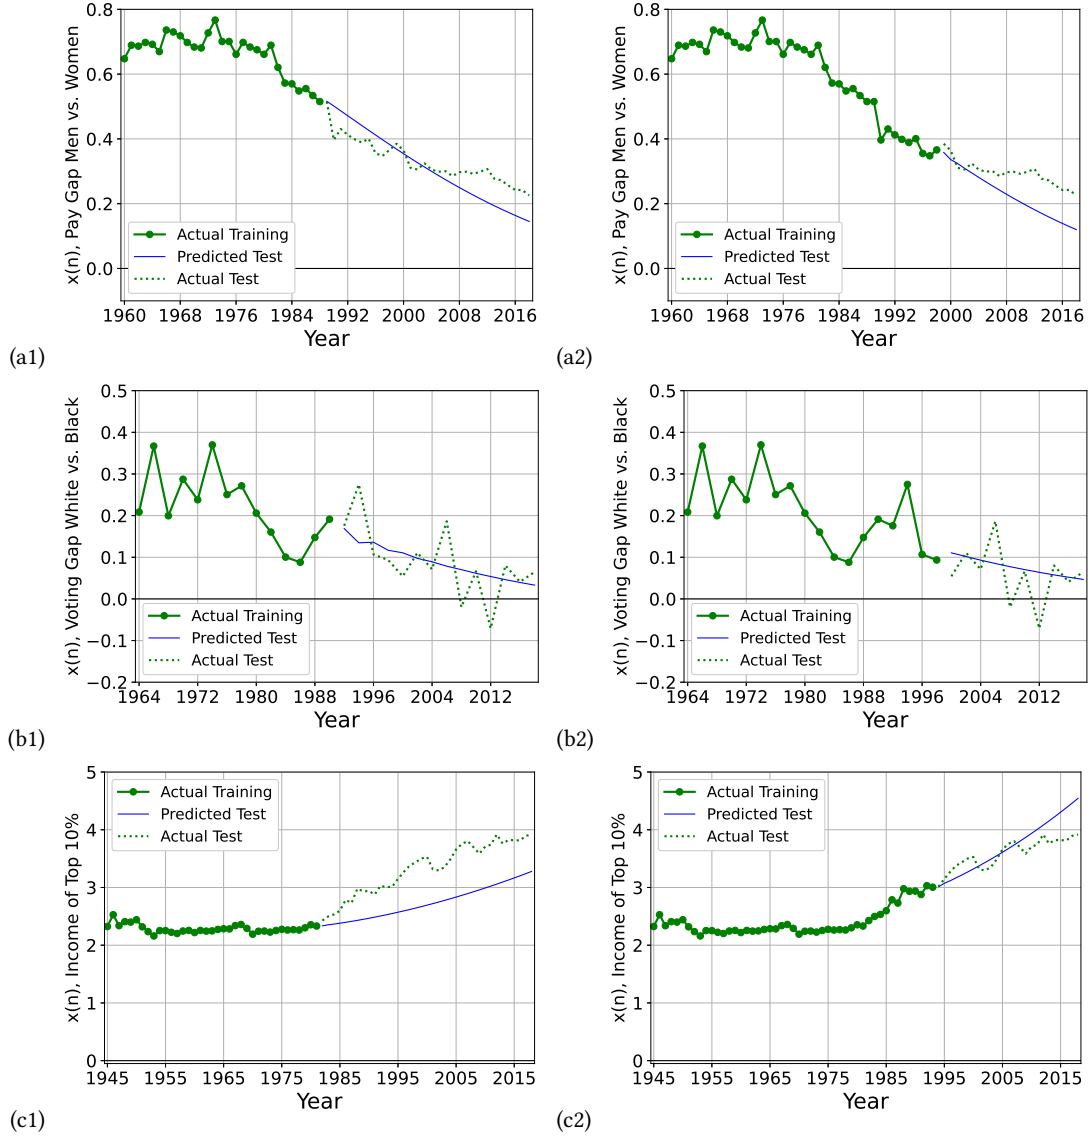 x(n), Pay Gap Men vs. Women
0.8
0.6
0.4
0.2
0.0
Actual Training
Predicted Test
Actual Test
1960 1968 1976 1984 1992 2000 2008 2016
Year
(a1)
x(n), Pay Gap Men vs. Women
0.8
0.6
0.4
0.2
0.0
Actual Training
Predicted Test
Actual Test
1960 1968 1976 1984 1992 2000 2008 2016
Year
(a2)
x(n), Voting Gap White vs. Black
0.5
0.4
0.3
0.2
0.1
0.0
−0.1
−0.2
Actual Training
Predicted Test
Actual Test
1964 1972 1980 1988 1996 2004 2012
Year
(b1)
x(n), Voting Gap White vs. Black
0.5
0.4
0.3
0.2
0.1
0.0
−0.1
−0.2
Actual Training
Predicted Test
Actual Test
1964 1972 1980 1988 1996 2004 2012
Year
(b2)
x(n), Income of Top 10%
5
4
3
2
1
0
Actual Training
Predicted Test
Actual Test
1945 1955 1965 1975 1985 1995 2005 2015
Year
(c1)
x(n), Income of Top 10%
5
4
3
2
1
0
Actual Training
Predicted Test
Actual Test
1945 1955 1965 1975 1985 1995 2005 2015
Year
(c2)